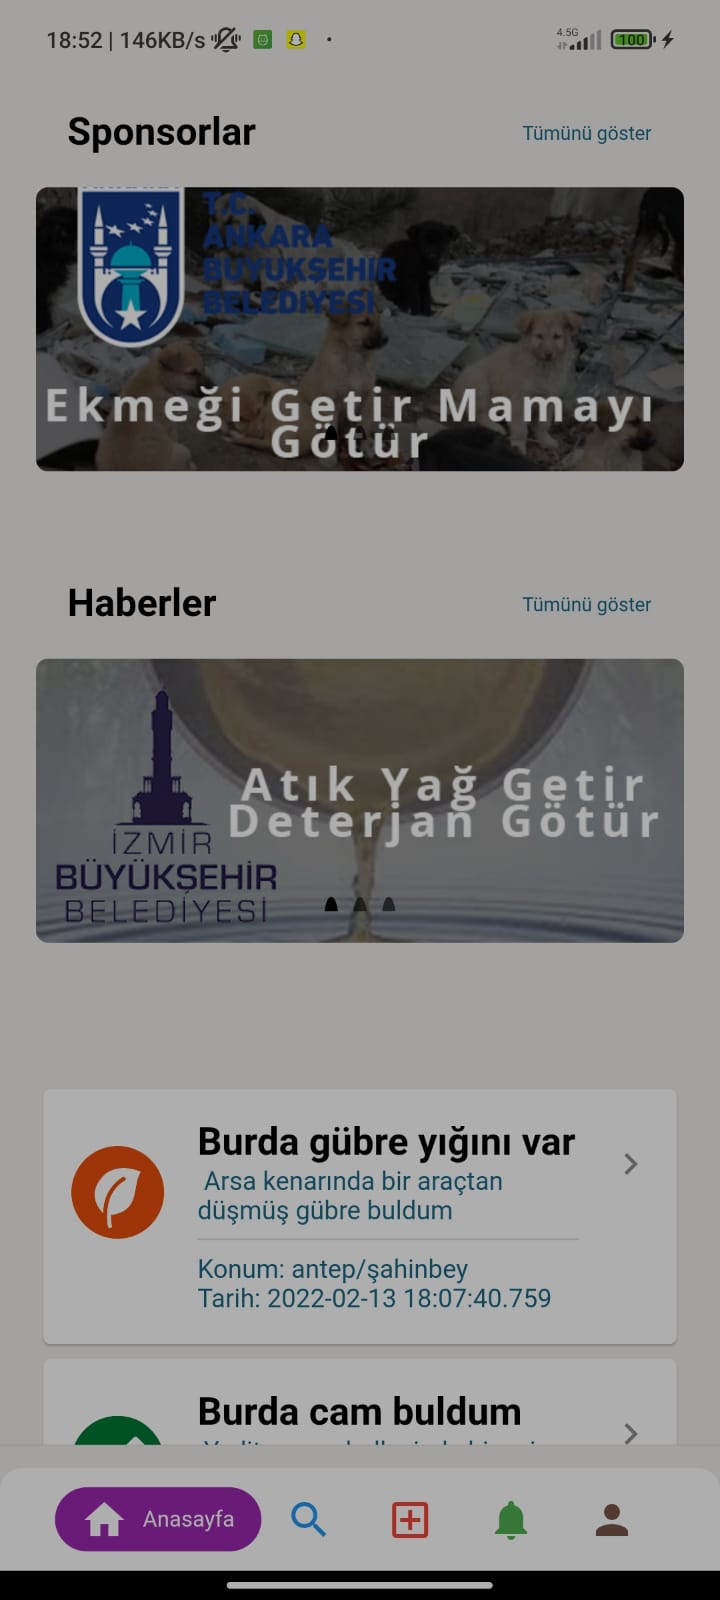 18:52 | 146KB/s
4.5G
100
Sponsorlar
Tümünü göster
T.C.
ANKARA
BÜYÜKŞEHİR
BELEDİYESİ
Ekmeği Getir Mamayı
Götür
Haberler
Tümünü göster
Atık Yağ Getir
Deterjan Götür
İZMİR
BÜYÜKŞEHİR
BELEDİYESİ
Burda gübre yığını var
Arsa kenarında bir araçtan
düşmüş gübre buldum
Konum: antep/şahinbey
Tarih: 2022-02-13 18:07:40.759
Burda cam buldum
Anasayfa